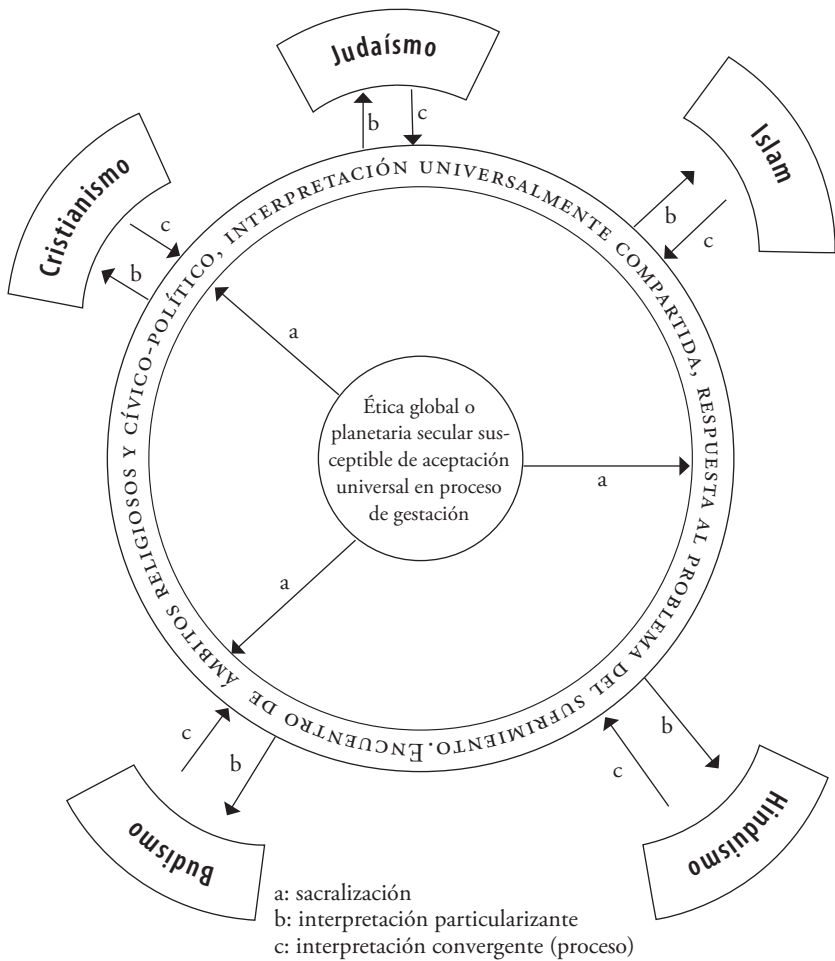 Judaísmo
Islam
Cristianismo
b
c
b
c
c
b
Encuentro de ámbitos religiosos y cívico-político, interpretación universalmente compartida, respuesta al problema del sufrimiento.
a
Ética global o
planetaria secular sus-
ceptible de aceptación
universal en proceso
de gestación
a
a
c
b
b
c
Budismo
Hinduismo
a: sacralización
b: interpretación particularizante
c: interpretación convergente (proceso)